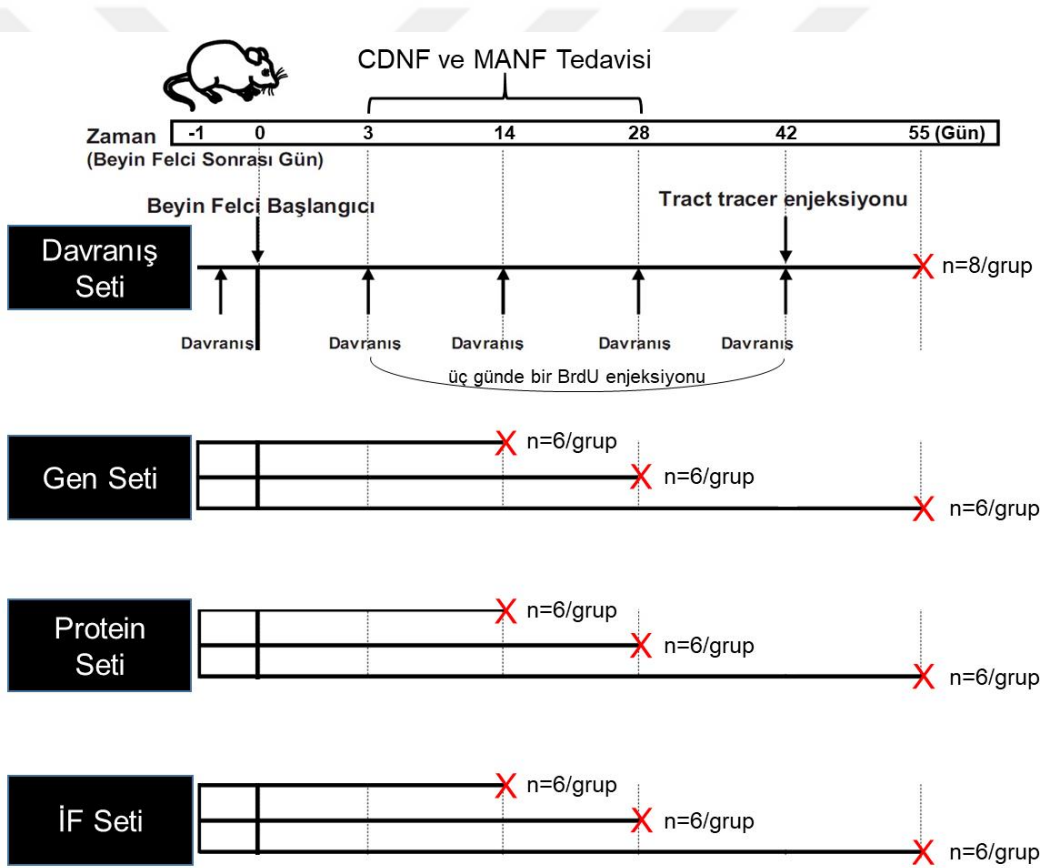 CDNF ve MANF Tedavisi
Zaman -1 0 3 14 28 42 55 (Gün)
(Beyin Felci Sonrası Gün)
Beyin Felci Başlangıcı
Tract tracer enjeksiyonu
Davranış
Seti
n=8/grup
Davranış Davranış Davranış Davranış Davranış
üç günde bir BrdU enjeksiyonu
Gen Seti
n=6/grup
n=6/grup
n=6/grup
Protein
Seti
n=6/grup
n=6/grup
n=6/grup
İF Seti
n=6/grup
n=6/grup
n=6/grup